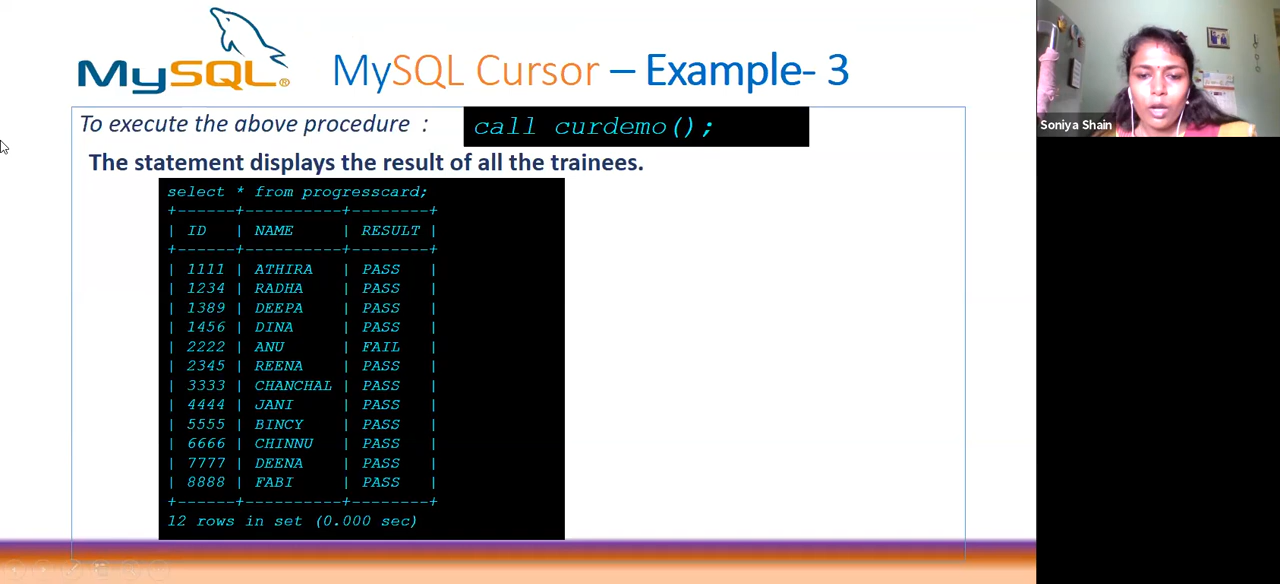 MySQL®
MySQL Cursor – Example- 3
To execute the above procedure :
call curdemo();
The statement displays the result of all the trainees.
select * from progresscard;
+------+----------+--------+
| ID | NAME | RESULT |
+------+----------+--------+
| 1111 | ATHIRA | PASS |
| 1234 | RADHA | PASS |
| 1389 | DEEPA | PASS |
| 1456 | DINA | PASS |
| 2222 | ANU | FAIL |
| 2345 | REENA | PASS |
| 3333 | CHANCHAL | PASS |
| 4444 | JANI | PASS |
| 5555 | BINCY | PASS |
| 6666 | CHINNU | PASS |
| 7777 | DEENA | PASS |
| 8888 | FABI | PASS |
+------+----------+--------+
12 rows in set (0.000 sec)
Soniya Shain